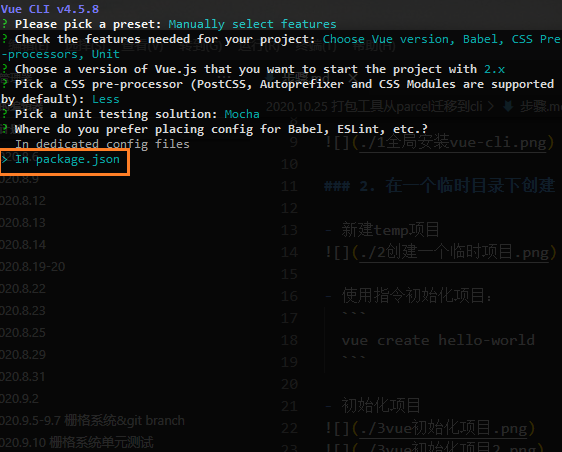 Vue CLI v4.5.8
? Please pick a preset: Manually select features
? Check the features needed for your project: Choose Vue version, Babel, CSS Pre
-processors, Unit
? Choose a version of Vue.js that you want to start the project with 2.x
? Pick a CSS pre-processor (PostCSS, Autoprefixer and CSS Modules are supported
by default): Less
? Pick a unit testing solution: Mocha
? Where do you prefer placing config for Babel, ESLint, etc.?
In dedicated config files
> In package.json
020.8.9
020.8.12
020.8.13
020.8.14
020.8.19-20
020.8.22
020.8.23
020.8.25
020.8.29
020.8.31
020.9.2
020.9.5-9.7 栅格系统&git branch
020.9.10 栅格系统单元测试
2020.10.25 打包工具从parcel迁移到cli > 步骤.md
9 ![](./1全局安装vue-cli.png)
10
11 ### 2. 在一个临时目录下创建
12
13 - 新建temp项目
14 ![](./2创建一个临时项目.png)
15
16 - 使用指令初始化项目：
17 ```
18 vue create hello-world
19 ```
20
21 - 初始化项目
22 ![](./3vue初始化项目.png)
23 ![](./3vue初始化项目2.png)